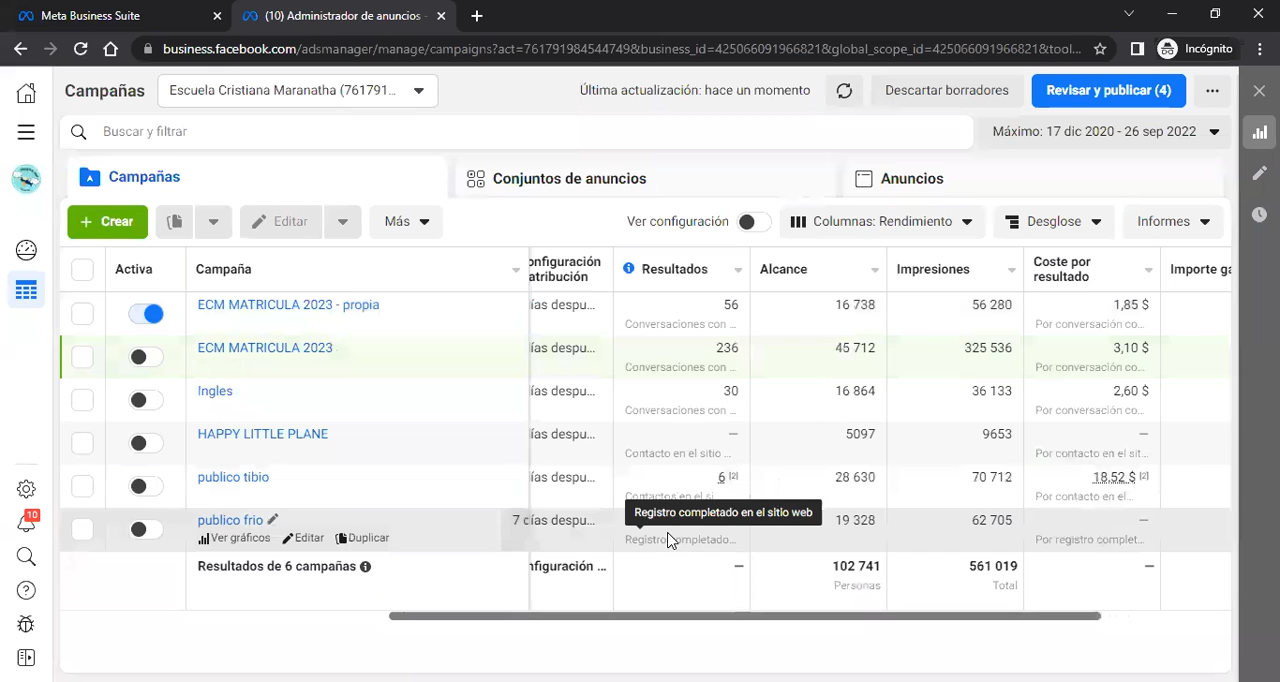 Meta Business Suite
(10) Administrador de anuncios -
business.facebook.com/adsmanager/manage/campaigns?act=761791984544749&business_id=425066091966821&global_scope_id=425066091966821&tool...
Incógnito
Campañas
Escuela Cristiana Maranatha (761791...
Última actualización: hace un momento
Descartar borradores
Revisar y publicar (4)
Buscar y filtrar
Máximo: 17 dic 2020 - 26 sep 2022
Campañas
Conjuntos de anuncios
Anuncios
+ Crear
Editar
Más
Ver configuración
Columnas: Rendimiento
Desglose
Informes
Activa
Campaña
onfiguración
atribución
Resultados
Alcance
Impresiones
Coste por
resultado
Importe ga
ECM MATRICULA 2023 - propia
ías despu...
56
Conversaciones con ...
16 738
56 280
1,85 $
Por conversación co...
ECM MATRICULA 2023
ías despu...
236
Conversaciones con ...
45 712
325 536
3,10 $
Por conversación co...
Ingles
ías despu...
30
Conversaciones con ...
16 864
36 133
2,60 $
Por conversación co...
HAPPY LITTLE PLANE
ías despu...
—
Contacto en el sitio ...
5097
9653
—
Por contacto en el sit...
publico tibio
ías despu...
6 [2]
Contactos en el si
28 630
70 712
18,52 $ [2]
Por contacto en el...
Registro completado en el sitio web
publico frio
Ver gráficos
Editar
Duplicar
7 días despu...
Registro completado...
19 328
62 705
—
Por registro complet...
Resultados de 6 campañas
nfiguración ...
—
102 741
Personas
561 019
Total
—
10